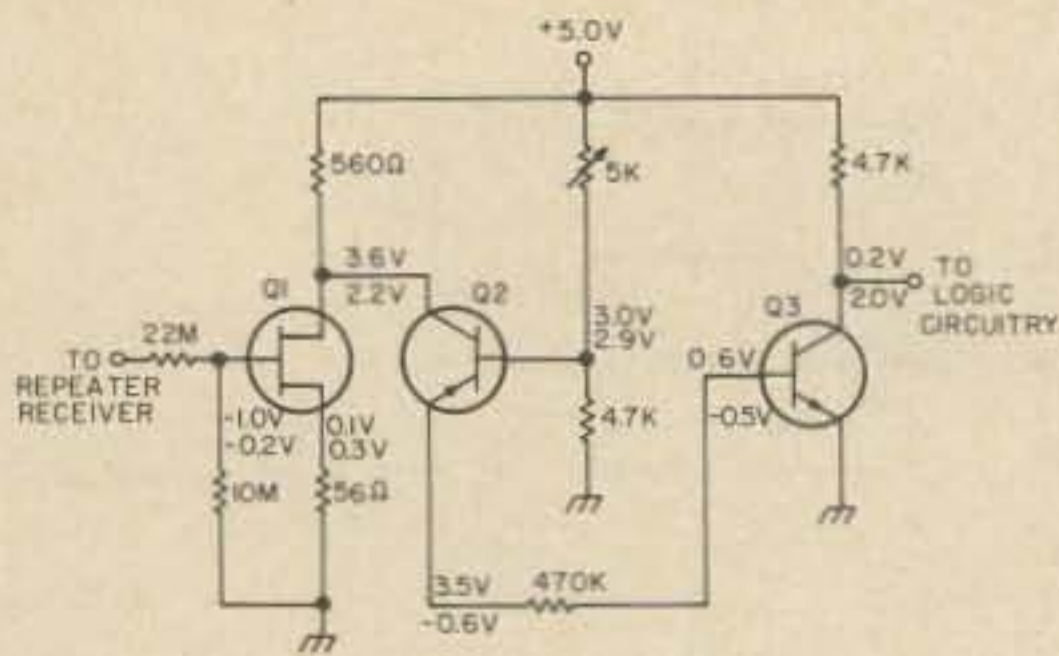 +5.0V
560Ω
5K
4.7K
3.6V
2.2V
Q1
Q2
0.2V
2.0V
TO
LOGIC
CIRCUITRY
Q3
22M
TO
REPEATER
RECEIVER
3.0V
2.9V
0.6V
-0.5V
-1.0V
-0.2V
0.1V
0.3V
4.7K
10M
56Ω
3.5V
-0.6V
470K